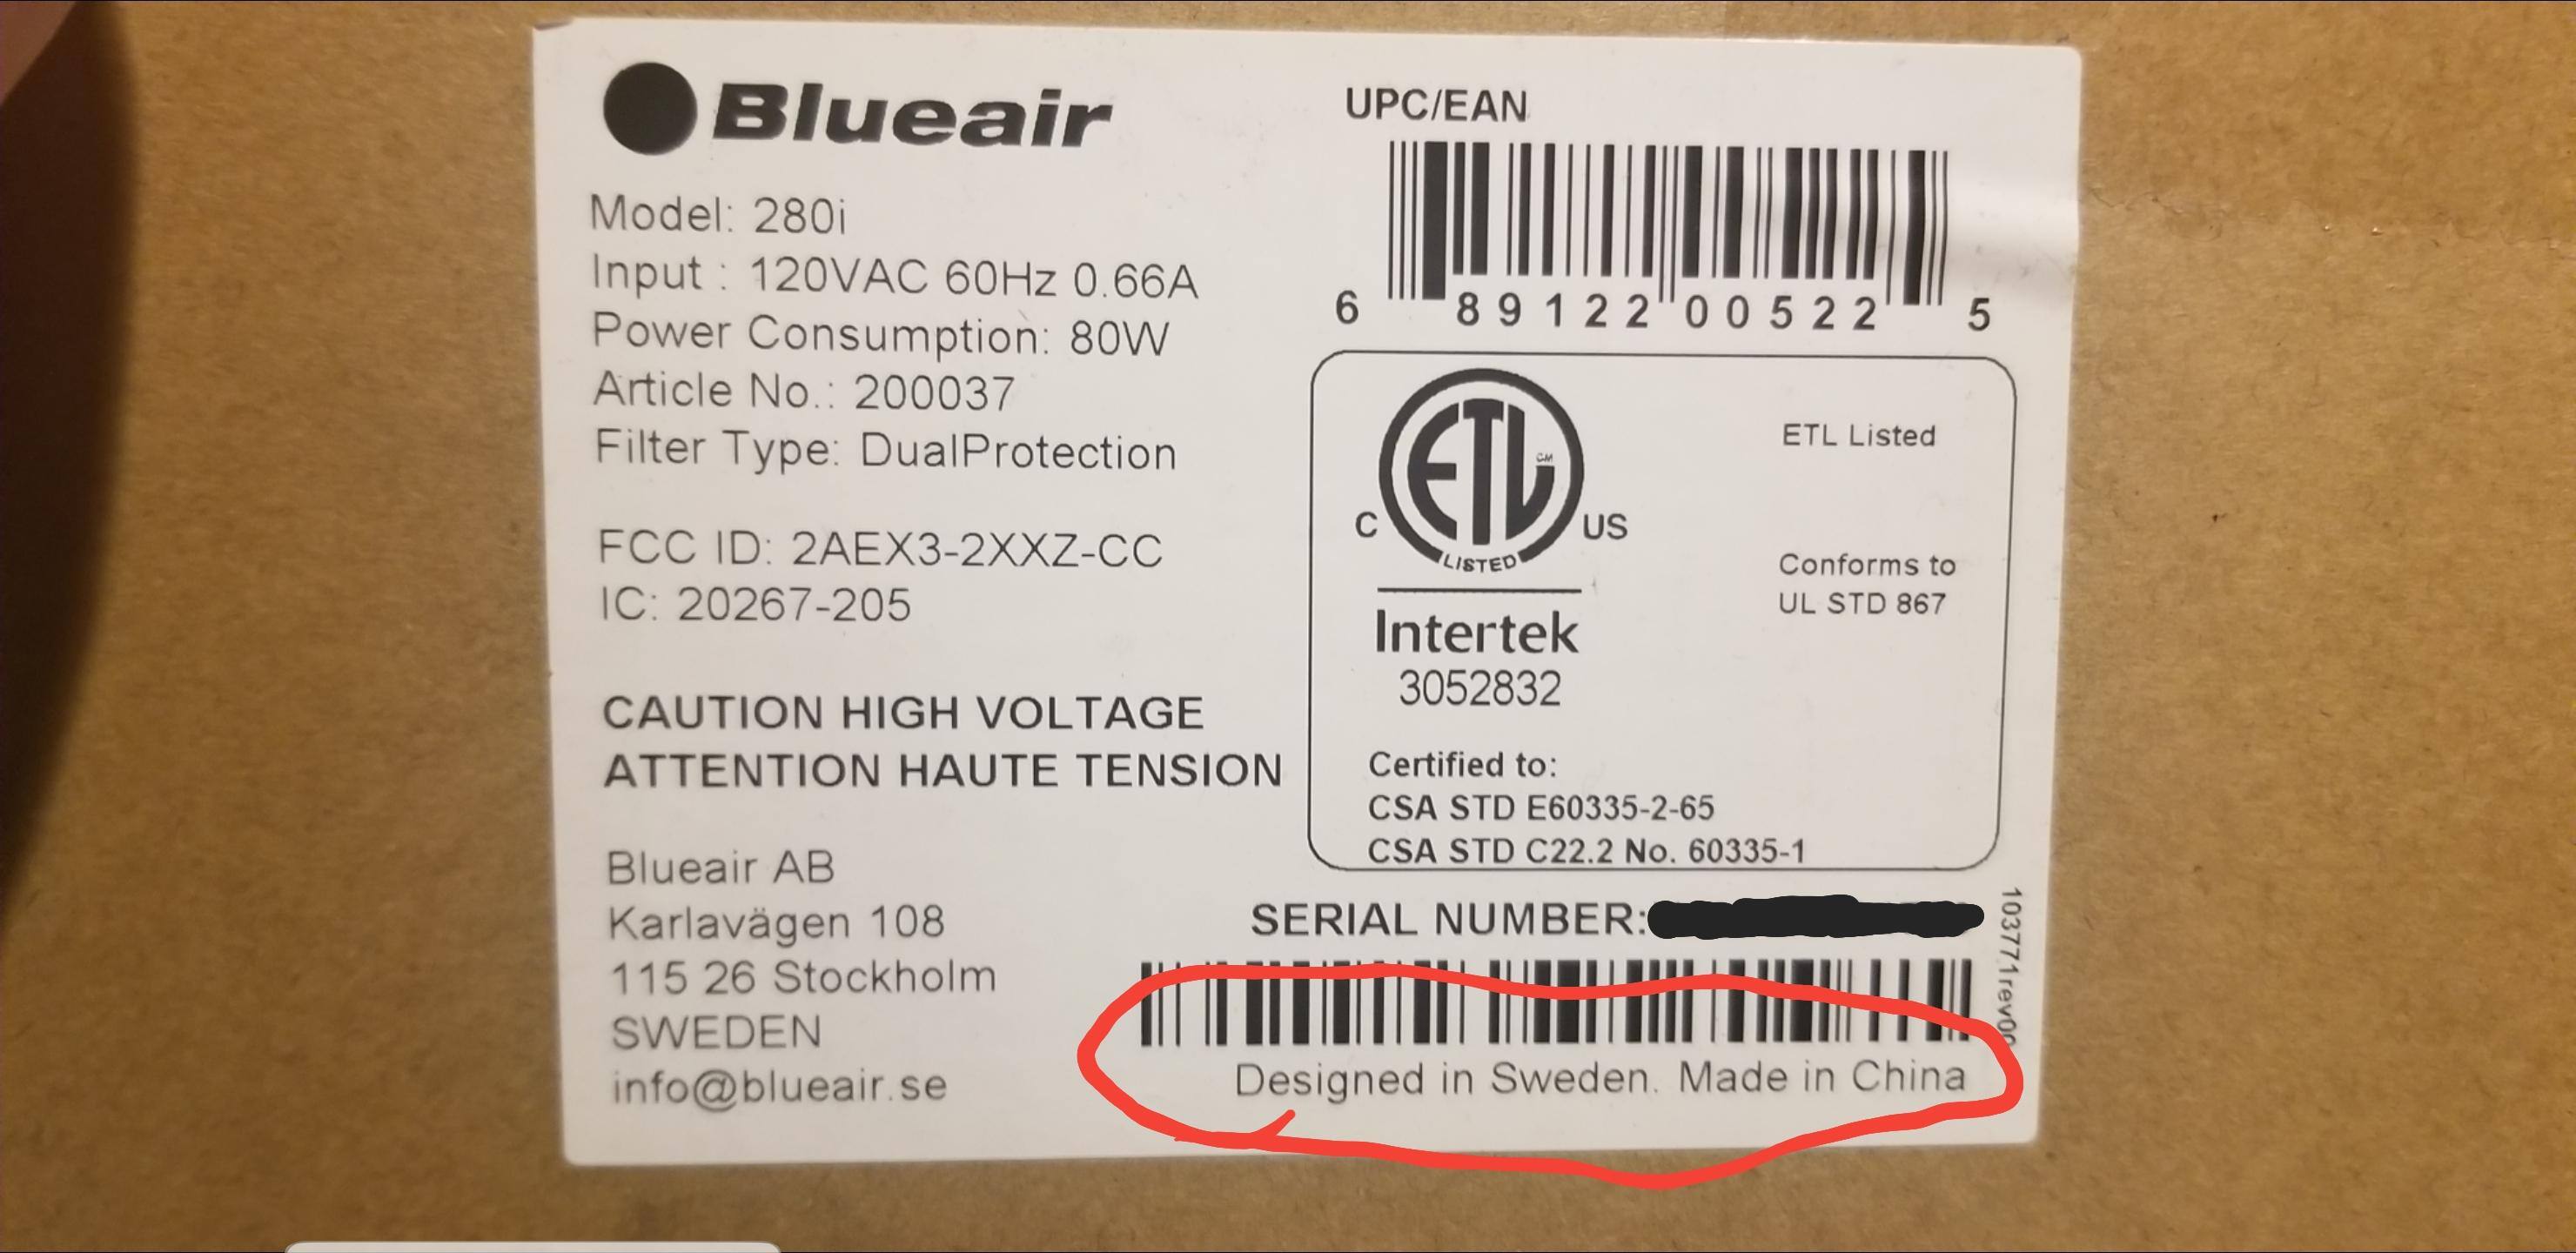 Blueair
Model: 280i
Input : 120VAC 60Hz 0.66A
Power Consumption: 80W
Article No.: 200037
Filter Type: DualProtection
FCC ID: 2AEX3-2XXZ-CC
IC: 20267-205
CAUTION HIGH VOLTAGE
ATTENTION HAUTE TENSION
Blueair AB
Karlavägen 108
115 26 Stockholm
SWEDEN
info@blueair.se
UPC/EAN
6 89122 00522 5
ETL
CM
LISTED
C
US
Intertek
3052832
ETL Listed
Conforms to
UL STD 867
Certified to:
CSA STD E60335-2-65
CSA STD C22.2 No. 60335-1
SERIAL NUMBER:
Designed in Sweden. Made in China